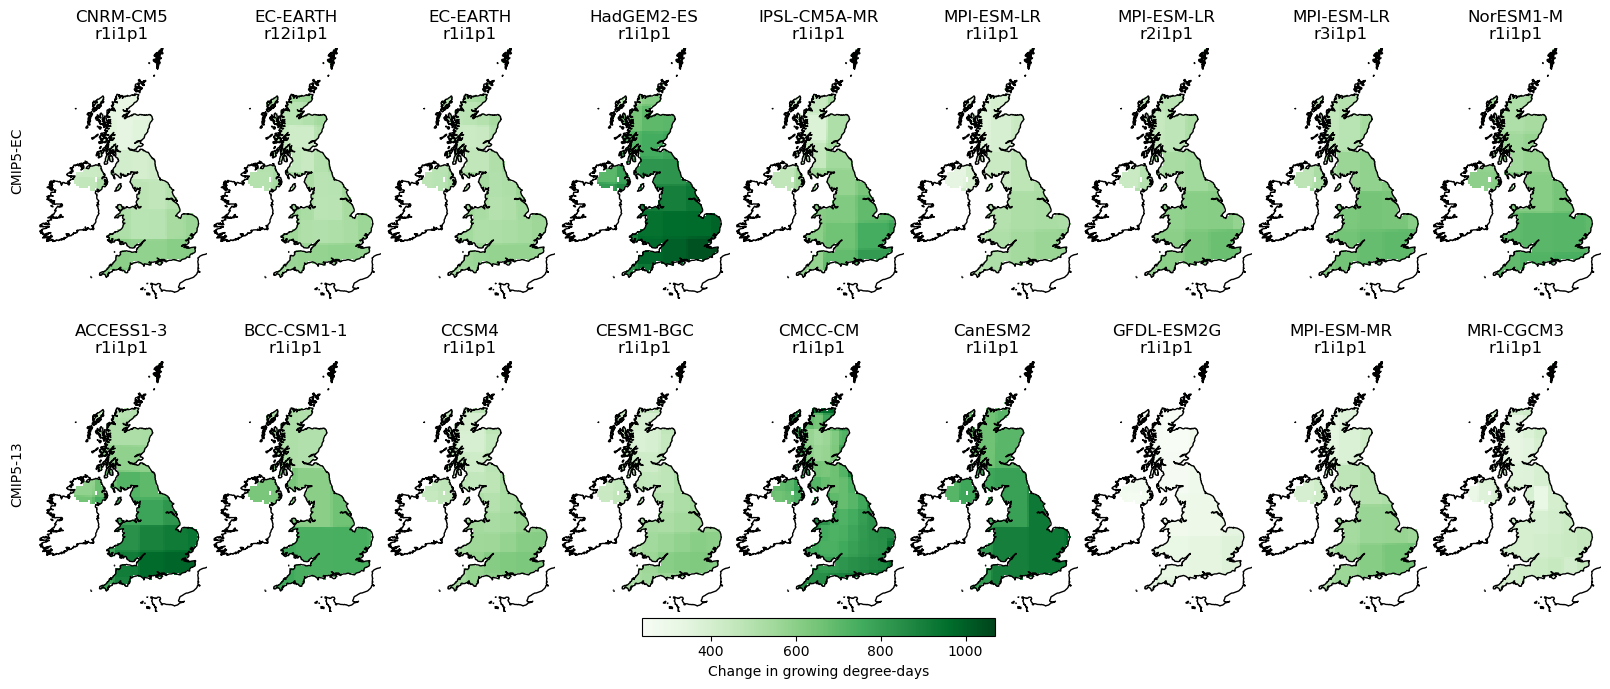 CNRM-CM5
r1i1p1
EC-EARTH
r12i1p1
EC-EARTH
r1i1p1
HadGEM2-ES
r1i1p1
IPSL-CM5A-MR
r1i1p1
MPI-ESM-LR
r1i1p1
MPI-ESM-LR
r2i1p1
MPI-ESM-LR
r3i1p1
NorESM1-M
r1i1p1
CMIP5-EC
ACCESS1-3
r1i1p1
BCC-CSM1-1
r1i1p1
CCSM4
r1i1p1
CESM1-BGC
r1i1p1
CMCC-CM
r1i1p1
CanESM2
r1i1p1
GFDL-ESM2G
r1i1p1
MPI-ESM-MR
r1i1p1
MRI-CGCM3
r1i1p1
CMIP5-13
400 600 800 1000
Change in growing degree-days